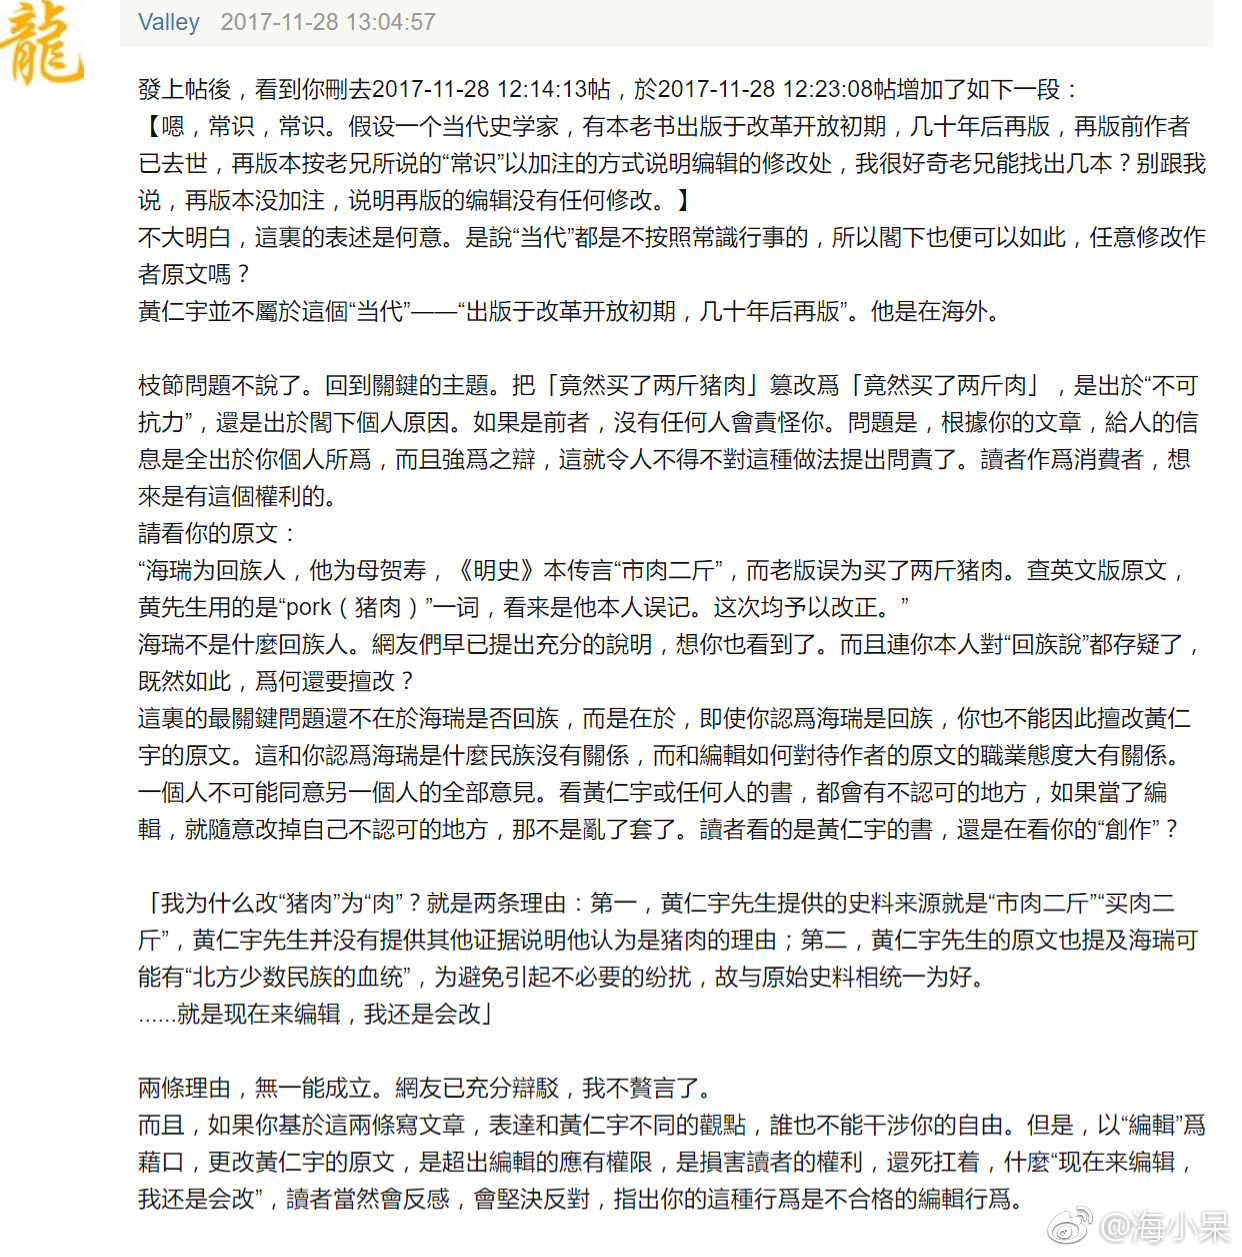 龍
Valley 2017-11-28 13:04:57
發上帖後，看到你刪去2017-11-28 12:14:13帖，於2017-11-28 12:23:08帖增加了如下一段：
【嗯，常识，常识。假设一个当代史学家，有本老书出版于改革开放初期，几十年后再版，再版前作者
已去世，再版本按老兄所说的“常识”以加注的方式说明编辑的修改处，我很好奇老兄能找出几本？别跟我
说，再版本没加注，说明再版的编辑没有任何修改。】
不大明白，這裏的表述是何意。是說“当代”都是不按照常識行事的，所以閣下也便可以如此，任意修改作
者原文嗎？
黃仁宇並不屬於這個“当代”——“出版于改革开放初期，几十年后再版”。他是在海外。
枝節問題不說了。回到關鍵的主題。把「竟然买了两斤猪肉」篡改爲「竟然买了两斤肉」，是出於“不可
抗力”，還是出於閣下個人原因。如果是前者，沒有任何人會責怪你。問題是，根據你的文章，給人的信
息是全出於你個人所爲，而且強爲之辯，這就令人不得不對這種做法提出問責了。讀者作爲消費者，想
來是有這個權利的。
請看你的原文：
“海瑞为回族人，他为母贺寿，《明史》本传言“市肉二斤”，而老版误为买了两斤猪肉。查英文版原文，
黄先生用的是“pork（猪肉）”一词，看来是他本人误记。这次均予以改正。”
海瑞不是什麼回族人。網友們早已提出充分的說明，想你也看到了。而且連你本人對“回族說”都存疑了，
既然如此，爲何還要擅改？
這裏的最關鍵問題還不在於海瑞是否回族，而是在於，即使你認爲海瑞是回族，你也不能因此擅改黃仁
宇的原文。這和你認爲海瑞是什麼民族沒有關係，而和編輯如何對待作者的原文的職業態度大有關係。
一個人不可能同意另一個人的全部意見。看黃仁宇或任何人的書，都會有不認可的地方，如果當了編
輯，就隨意改掉自己不認可的地方，那不是亂了套了。讀者看的是黃仁宇的書，還是在看你的“創作”？
「我为什么改“猪肉”为“肉”？就是两条理由：第一，黄仁宇先生提供的史料来源就是“市肉二斤”“买肉二
斤”，黄仁宇先生并没有提供其他证据说明他认为是猪肉的理由；第二，黄仁宇先生的原文也提及海瑞可
能有“北方少数民族的血统”，为避免引起不必要的纷扰，故与原始史料相统一为好。
......就是现在来编辑，我还是会改」
兩條理由，無一能成立。網友已充分辯駁，我不贅言了。
而且，如果你基於這兩條寫文章，表達和黃仁宇不同的觀點，誰也不能干涉你的自由。但是，以“編輯”爲
藉口，更改黃仁宇的原文，是超出編輯的應有權限，是損害讀者的權利，還死扛着，什麼“现在来编辑，
我还是会改”，讀者當然會反感，會堅決反對，指出你的這種行爲是不合格的編輯行爲。
@海小呆